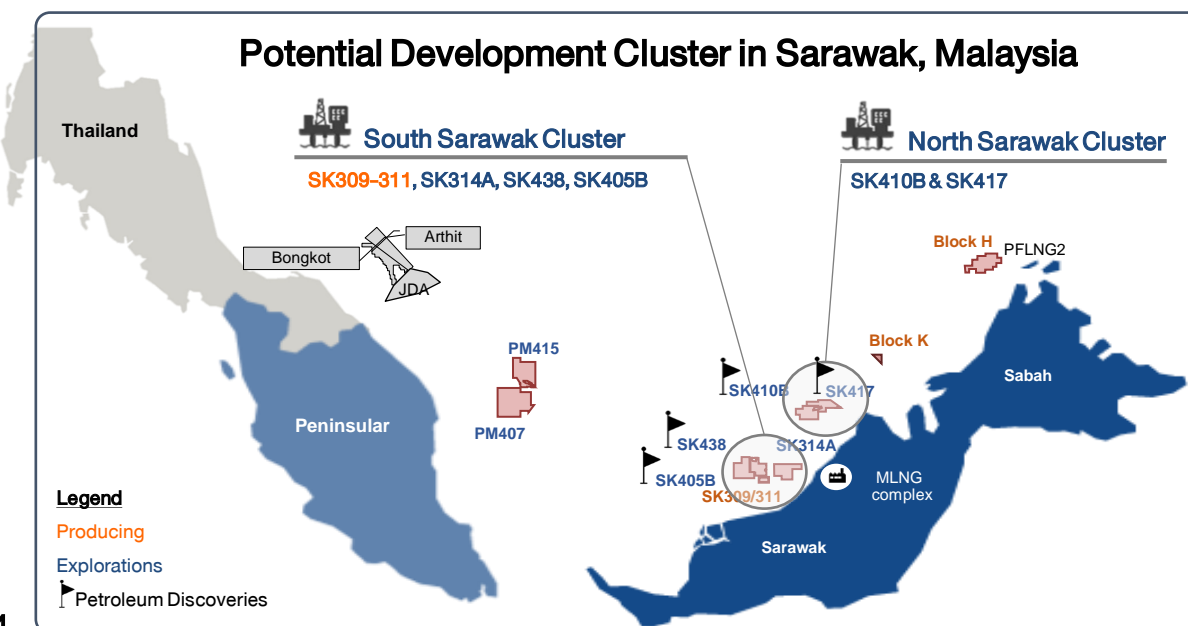 Potential Development Cluster in Sarawak, Malaysia
Thailand
South Sarawak Cluster
North Sarawak Cluster
SK309–311, SK314A, SK438, SK405B
SK410B & SK417
Arthit
Bongkot
JDA
Block H
PFLNG2
PM415
Block K
Sabah
SK410B
SK417
Peninsular
PM407
SK438
SK314A
SK405B
MLNG
complex
SK309/311
Sarawak
Legend
Producing
Explorations
Petroleum Discoveries